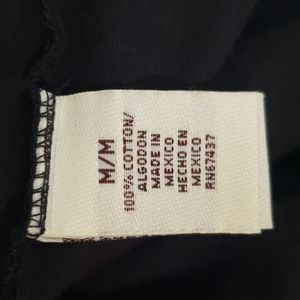 M/M
100% COTTON/
ALGODON
MADE IN
MEXICO
HECHO EN
MEXICO
RN67437